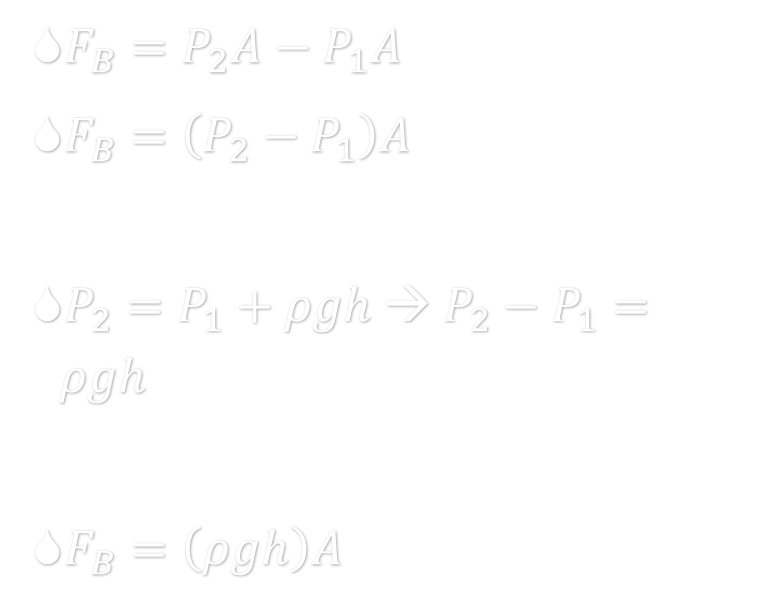 F_B = P_2A − P_1A
F_B = (P_2 − P_1)A
P_2 = P_1 + ρgh → P_2 − P_1 =
ρgh
F_B = (ρgh)A